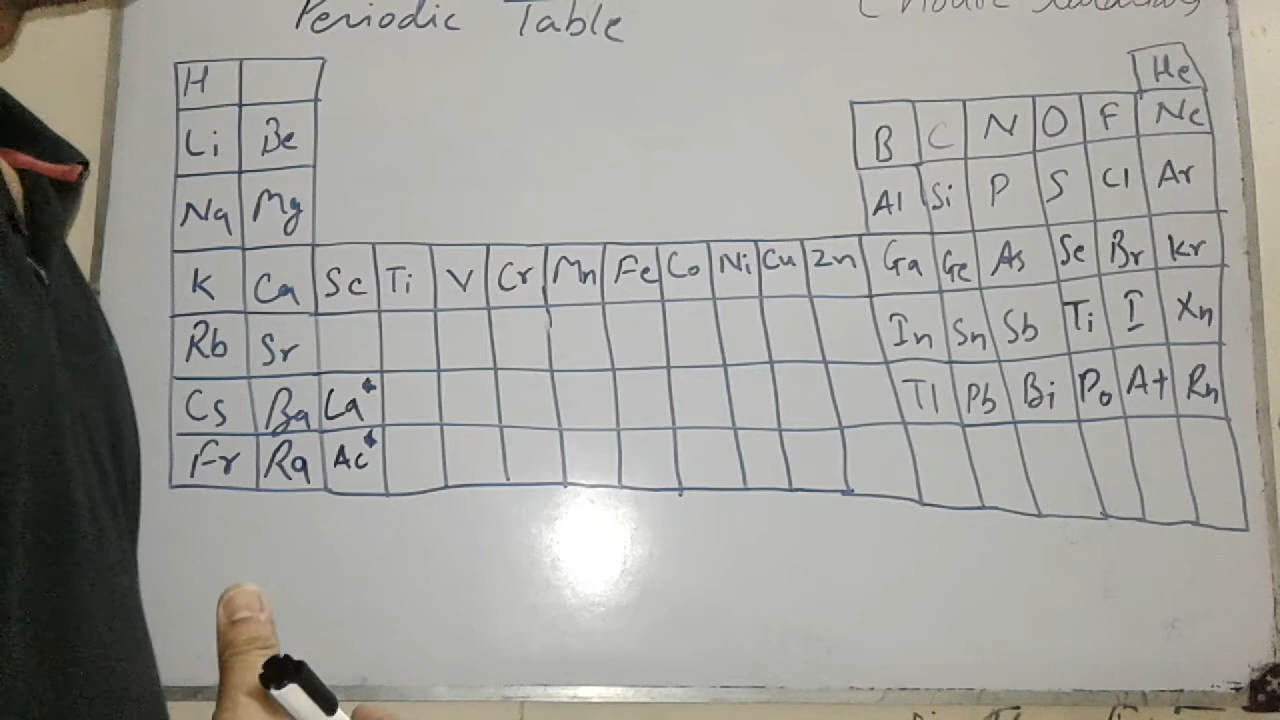 Periodic Table
H He
Li Be B C N O F Ne
Na Mg Al Si P S Cl Ar
K Ca Sc Ti V Cr Mn Fe Co Ni Cu Zn Ga Ge As Se Br Kr
Rb Sr In Sn Sb Ti I Xn
Cs Ba La* Tl Pb Bi Po At Rn
Fr Ra Ac*